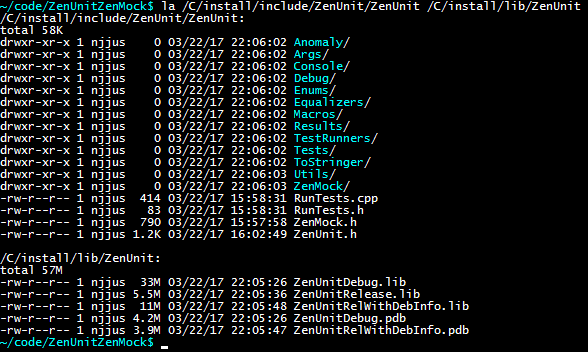 ~/code/ZenUnitZenMock$ la /C/install/include/ZenUnit/ZenUnit /C/install/lib/ZenUnit
/C/install/include/ZenUnit/ZenUnit:
total 58K
drwxr-xr-x 1 njjus    0 03/22/17 22:06:02 Anomaly/
drwxr-xr-x 1 njjus    0 03/22/17 22:06:02 Args/
drwxr-xr-x 1 njjus    0 03/22/17 22:06:02 Console/
drwxr-xr-x 1 njjus    0 03/22/17 22:06:02 Debug/
drwxr-xr-x 1 njjus    0 03/22/17 22:06:02 Enums/
drwxr-xr-x 1 njjus    0 03/22/17 22:06:02 Equalizers/
drwxr-xr-x 1 njjus    0 03/22/17 22:06:02 Macros/
drwxr-xr-x 1 njjus    0 03/22/17 22:06:02 Results/
drwxr-xr-x 1 njjus    0 03/22/17 22:06:02 TestRunners/
drwxr-xr-x 1 njjus    0 03/22/17 22:06:02 Tests/
drwxr-xr-x 1 njjus    0 03/22/17 22:06:02 ToStringer/
drwxr-xr-x 1 njjus    0 03/22/17 22:06:03 Utils/
drwxr-xr-x 1 njjus    0 03/22/17 22:06:03 ZenMock/
-rw-r--r-- 1 njjus  414 03/22/17 15:58:31 RunTests.cpp
-rw-r--r-- 1 njjus   83 03/22/17 15:58:31 RunTests.h
-rw-r--r-- 1 njjus  790 03/22/17 15:57:58 ZenMock.h
-rw-r--r-- 1 njjus 1.2K 03/22/17 16:02:49 ZenUnit.h

/C/install/lib/ZenUnit:
total 57M
-rw-r--r-- 1 njjus  33M 03/22/17 22:05:26 ZenUnitDebug.lib
-rw-r--r-- 1 njjus 5.5M 03/22/17 22:05:36 ZenUnitRelease.lib
-rw-r--r-- 1 njjus  11M 03/22/17 22:05:48 ZenUnitRelWithDebInfo.lib
-rw-r--r-- 1 njjus 4.2M 03/22/17 22:05:26 ZenUnitDebug.pdb
-rw-r--r-- 1 njjus 3.9M 03/22/17 22:05:47 ZenUnitRelWithDebInfo.pdb
~/code/ZenUnitZenMock$